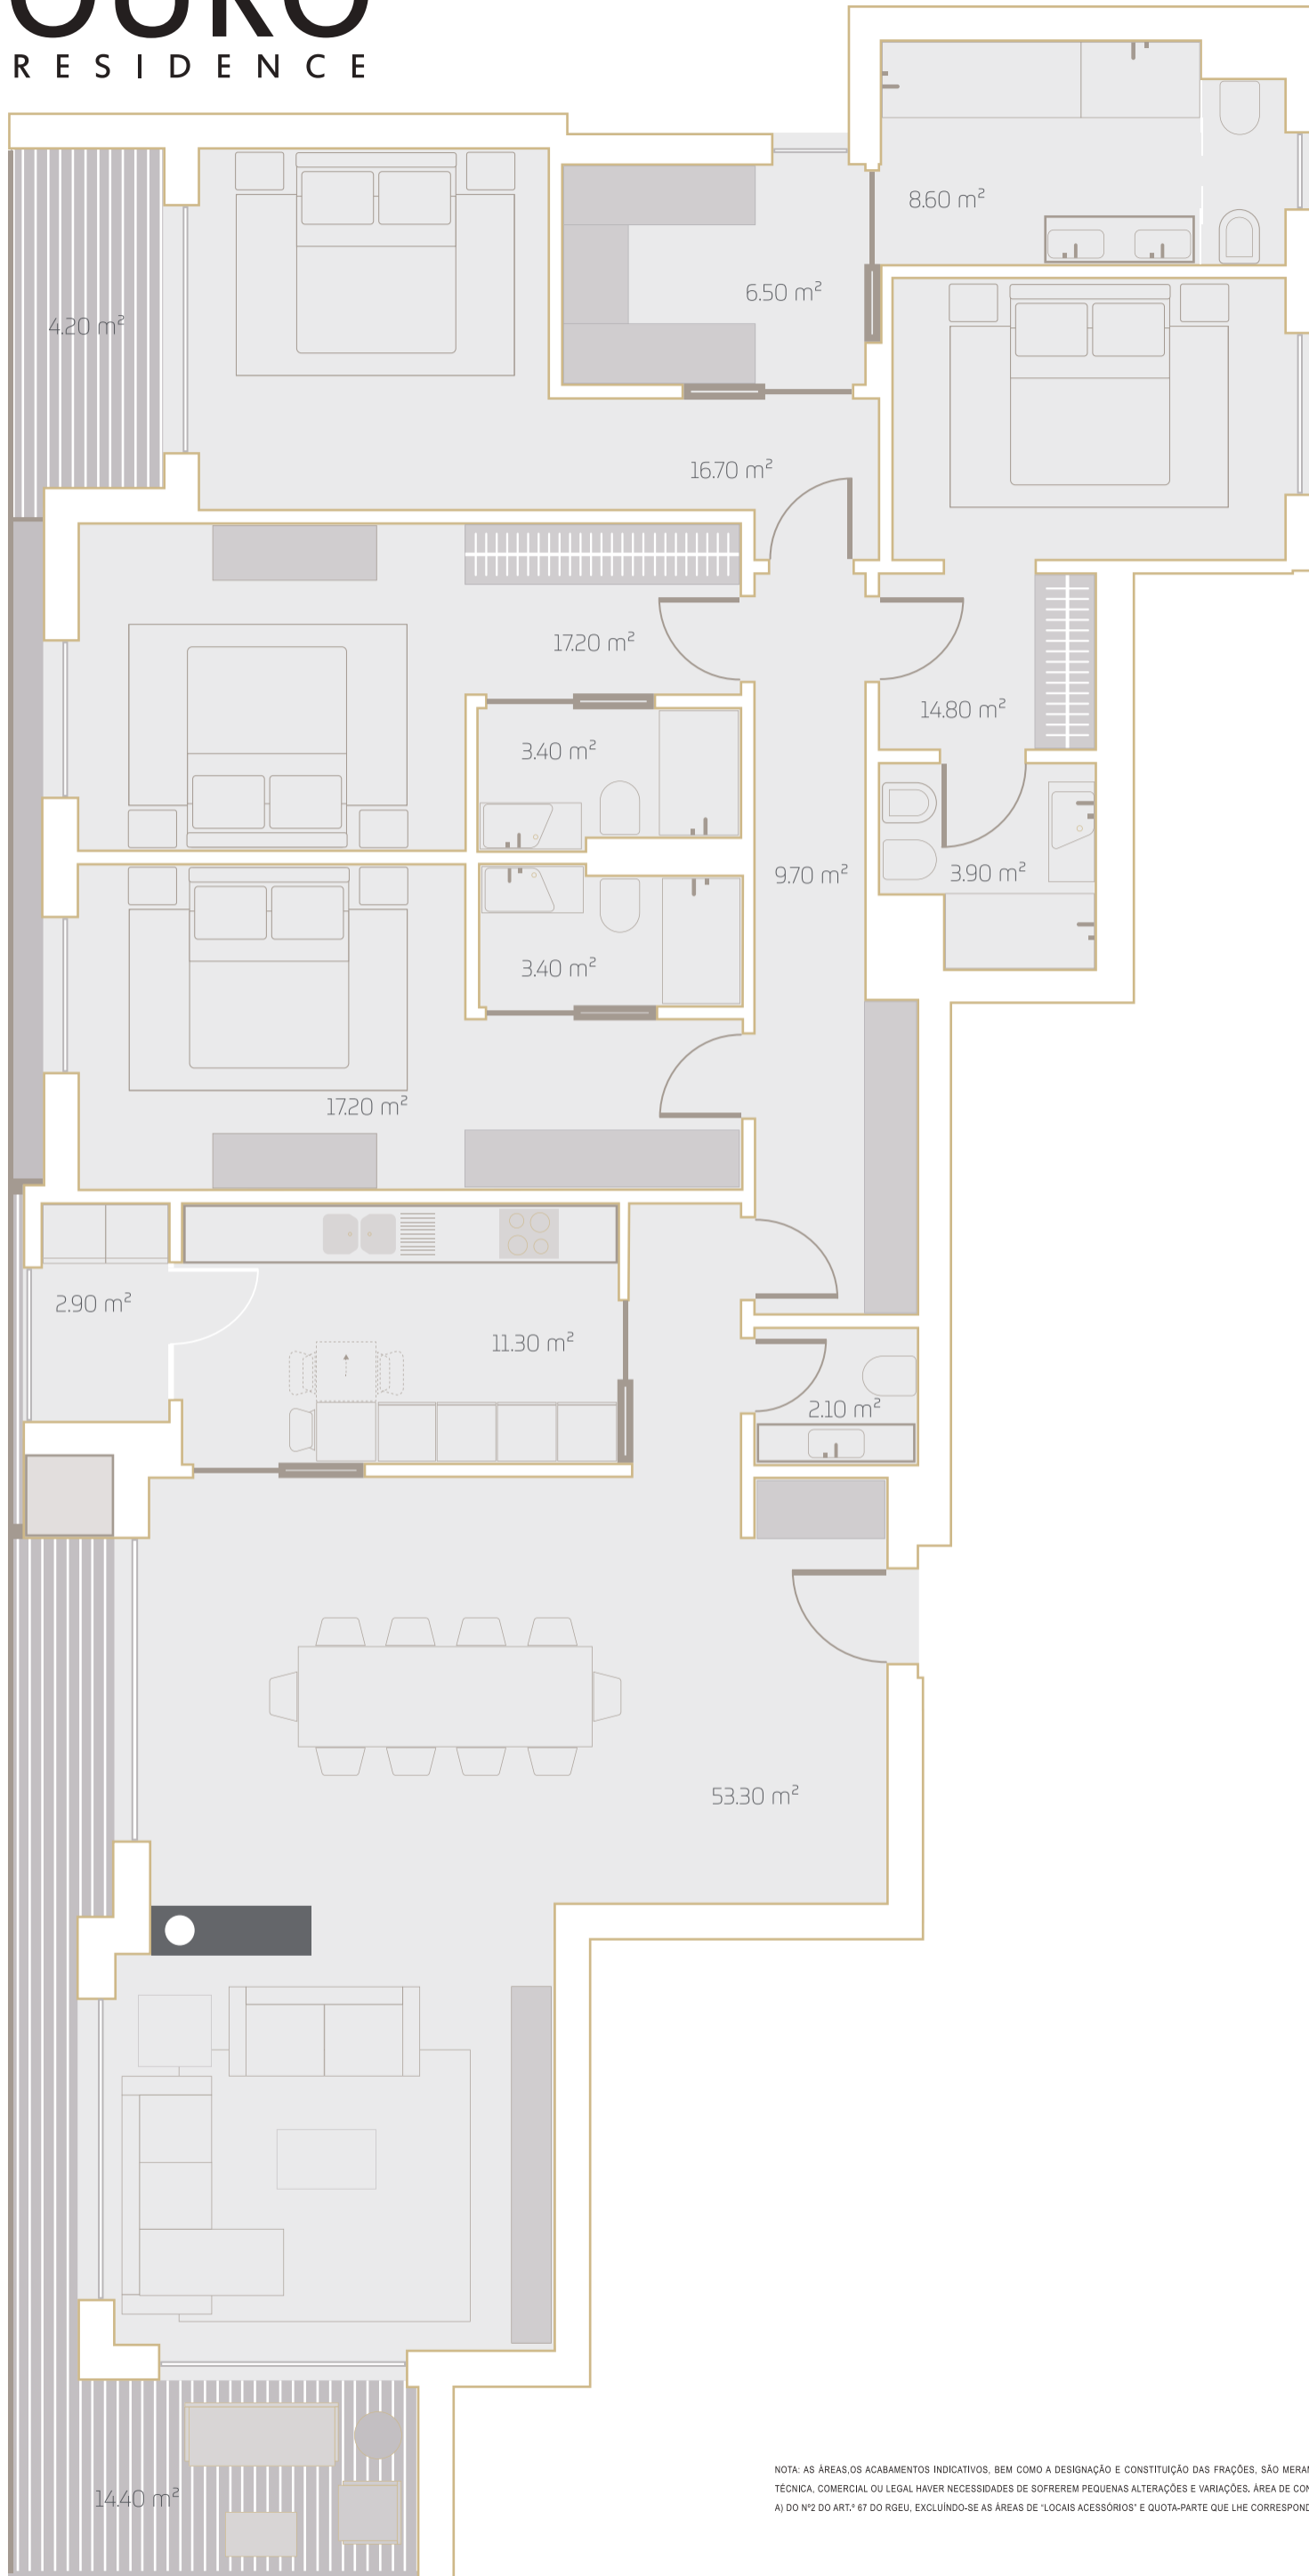 OURO
RESIDENCE
8.60 m²
6.50 m²
4.20 m²
16.70 m²
17.20 m²
14.80 m²
3.40 m²
9.70 m²
3.90 m²
3.40 m²
17.20 m²
2.90 m²
11.30 m²
2.10 m²
53.30 m²
14.40 m²
NOTA: AS ÁREAS,OS ACABAMENTOS INDICATIVOS, BEM COMO A DESIGNAÇÃO E CONSTITUIÇÃO DAS FRAÇÕES, SÃO
TÉCNICA, COMERCIAL OU LEGAL HAVER NECESSIDADES DE SOFREREM PEQUENAS ALTERAÇÕES E VARIAÇÕES. ÁREA DE
A) DO Nº2 DO ART.º 67 DO RGEU, EXCLUÍNDO-SE AS ÁREAS DE "LOCAIS ACESSÓRIOS" E QUOTA-PARTE QUE LHE